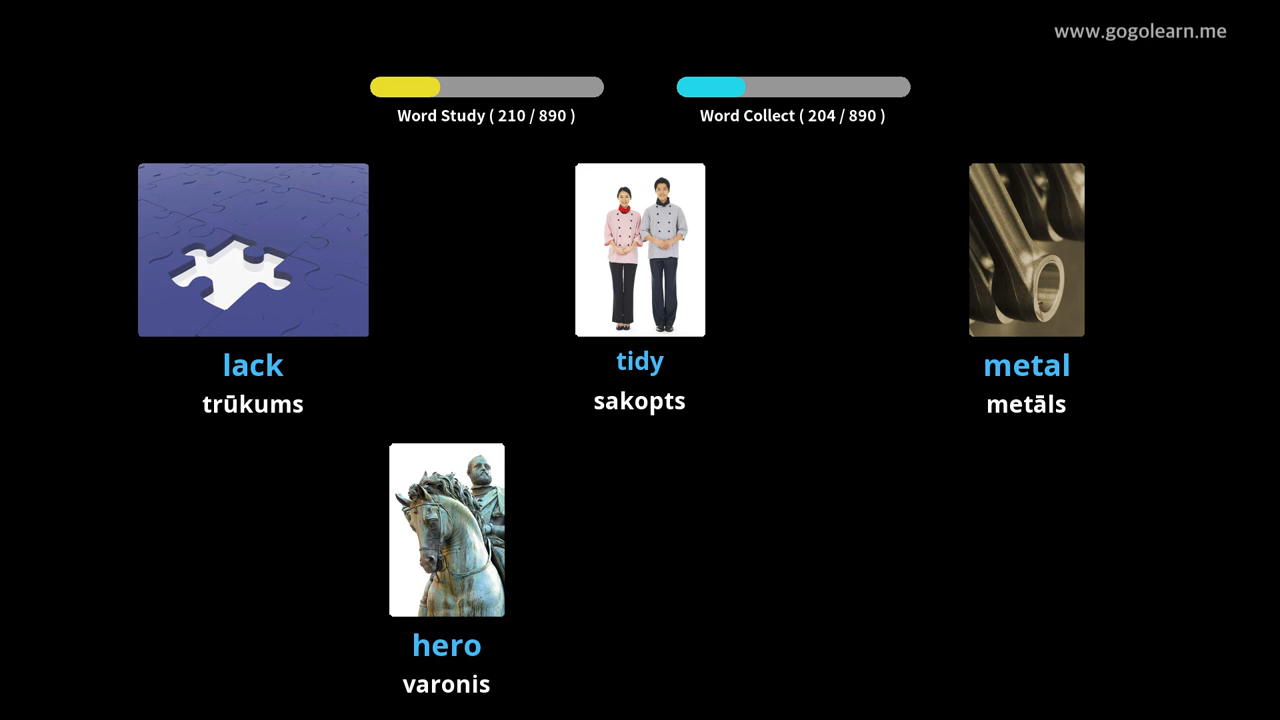 www.gogolearn.me
Word Study ( 210 / 890 )
Word Collect ( 204 / 890 )
lack
trūkums
tidy
sakopts
metal
metāls
hero
varonis